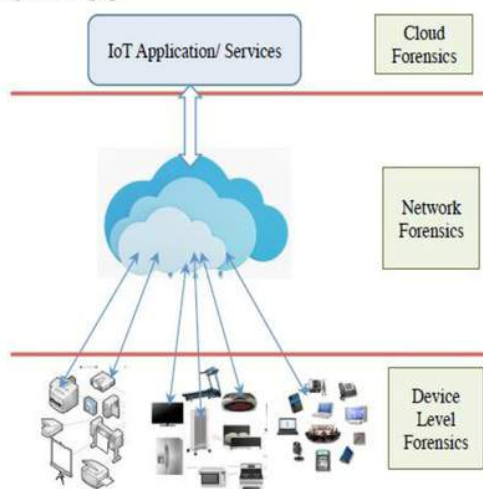 IoT Application/ Services
Cloud
Forensics
Network
Forensics
Device
Level
Forensics